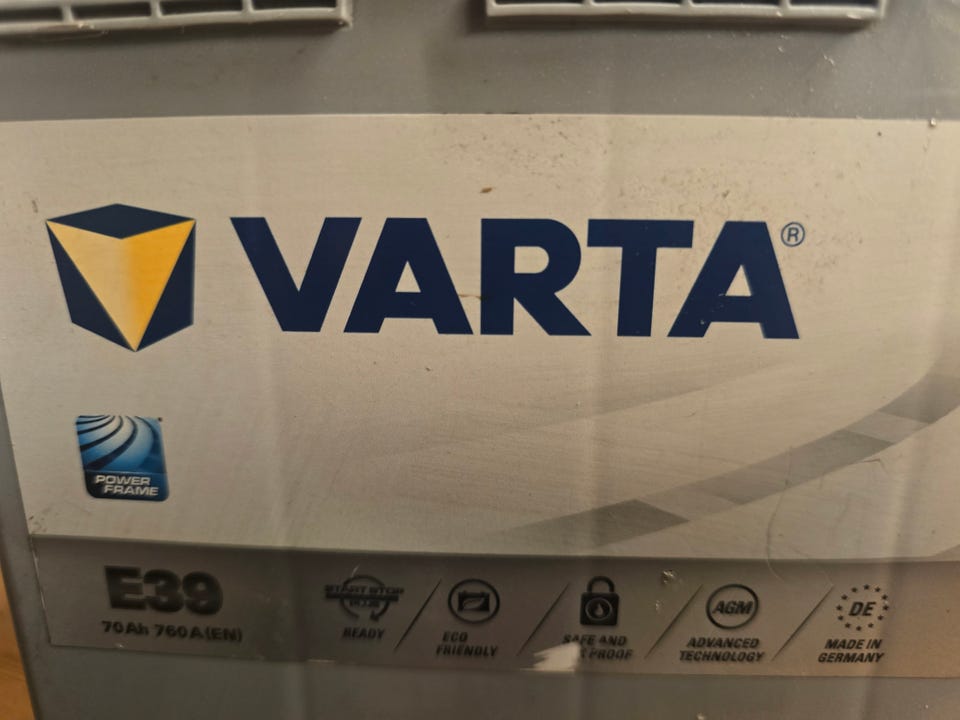 VARTA®
POWER
FRAME
E39
70Ah 760A(EN)
START STOP
PLUS
READY
ECO
FRIENDLY
SAFE AND
PROOF
AGM
ADVANCED
TECHNOLOGY
DE
MADE IN
GERMANY